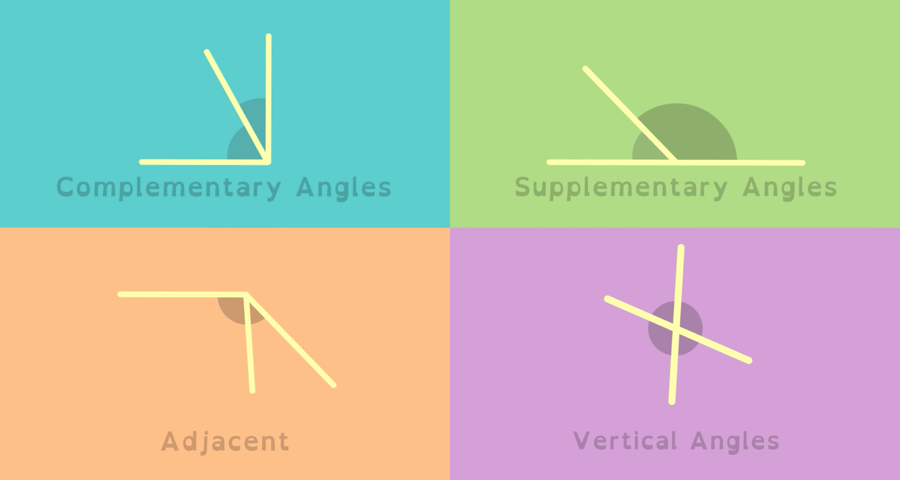 Complementary Angles
Supplementary Angles
Adjacent
Vertical Angles